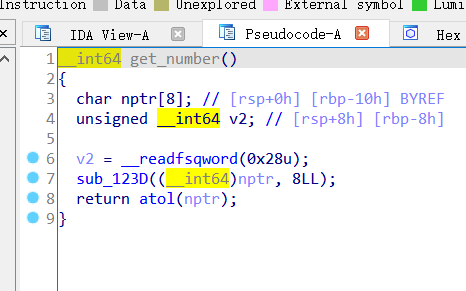 Instruction Data Unexplored External symbol Lumi
IDA View-A Pseudocode-A Hex
1 __int64 get_number()
2 {
3 char nptr[8]; // [rsp+0h] [rbp-10h] BYREF
4 unsigned __int64 v2; // [rsp+8h] [rbp-8h]
5
6 v2 = __readfsqword(0x28u);
7 sub_123D((__int64)nptr, 8LL);
8 return atol(nptr);
9 }